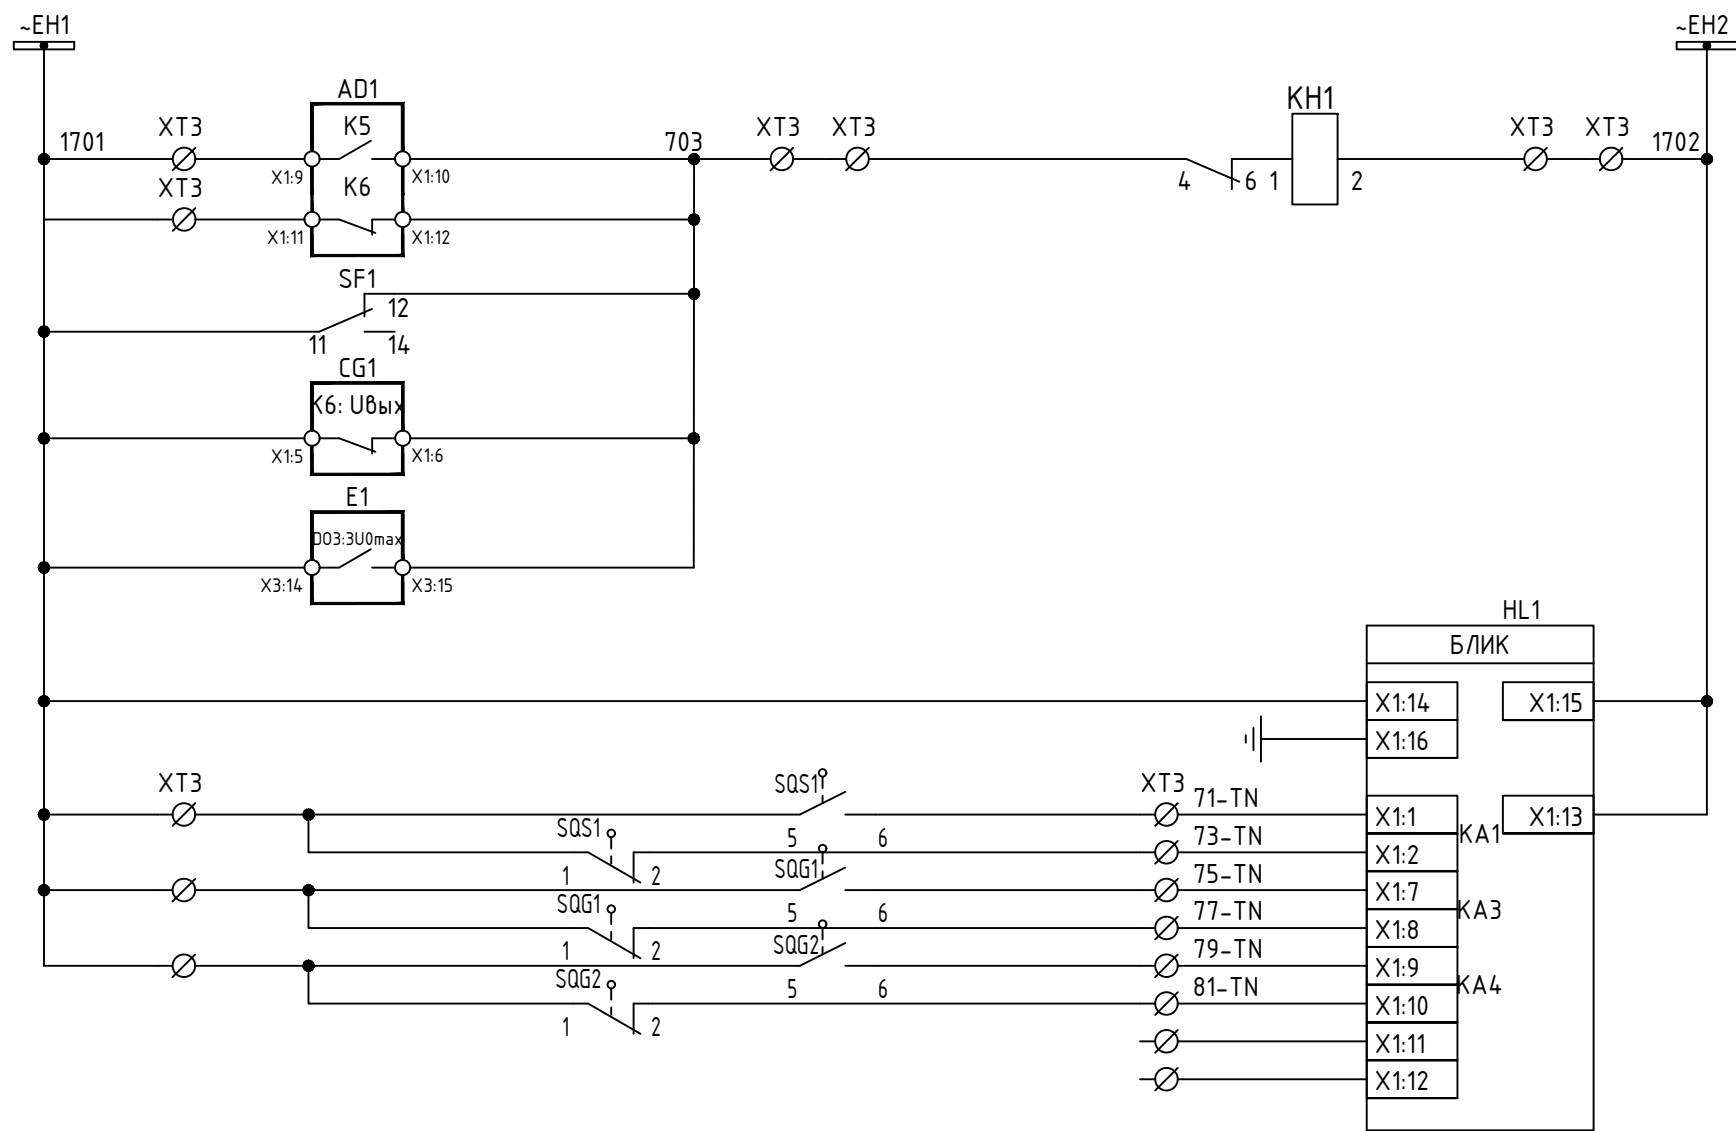 ~EH1
~EH2
AD1
KH1
1701
XT3
K5
703
XT3
XT3
XT3
XT3
1702
X1:9
X1:10
4
6
1
2
XT3
K6
X1:11
X1:12
SF1
12
11
14
CG1
K6: Uвых
X1:5
X1:6
E1
DO3:3U0max
X3:14
X3:15
HL1
БЛИК
X1:14
X1:15
X1:16
XT3
SQS1
XT3
71-TN
X1:1
X1:13
SQS1
5
6
73-TN
KA1
X1:2
1
2
SQG1
75-TN
X1:7
SQG1
5
6
77-TN
KA3
X1:8
1
2
SQG2
79-TN
X1:9
SQG2
5
6
81-TN
KA4
X1:10
1
2
X1:11
X1:12